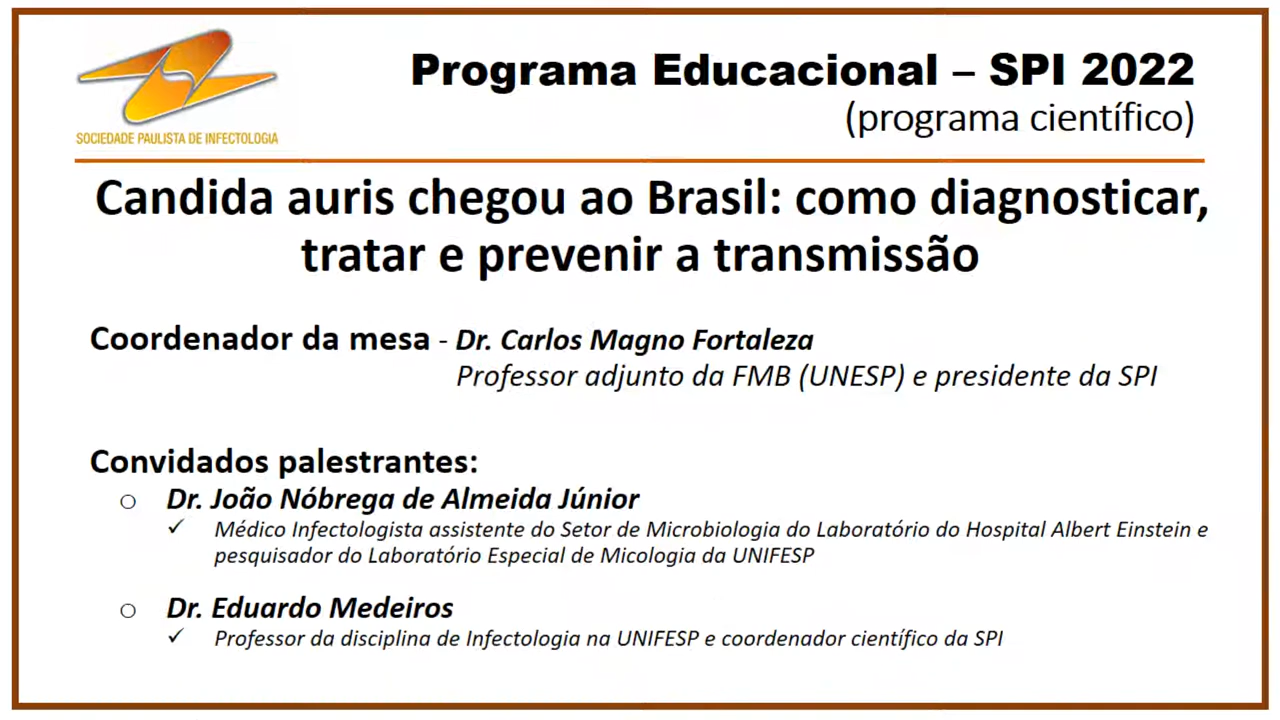 SOCIEDADE PAULISTA DE INFECTOLOGIA
Programa Educacional – SPI 2022
(programa científico)
Candida auris chegou ao Brasil: como diagnosticar,
tratar e prevenir a transmissão
Coordenador da mesa - Dr. Carlos Magno Fortaleza
Professor adjunto da FMB (UNESP) e presidente da SPI
Convidados palestrantes:
o Dr. João Nóbrega de Almeida Júnior
✓ Médico Infectologista assistente do Setor de Microbiologia do Laboratório do Hospital Albert Einstein e
pesquisador do Laboratório Especial de Micologia da UNIFESP
o Dr. Eduardo Medeiros
✓ Professor da disciplina de Infectologia na UNIFESP e coordenador científico da SPI